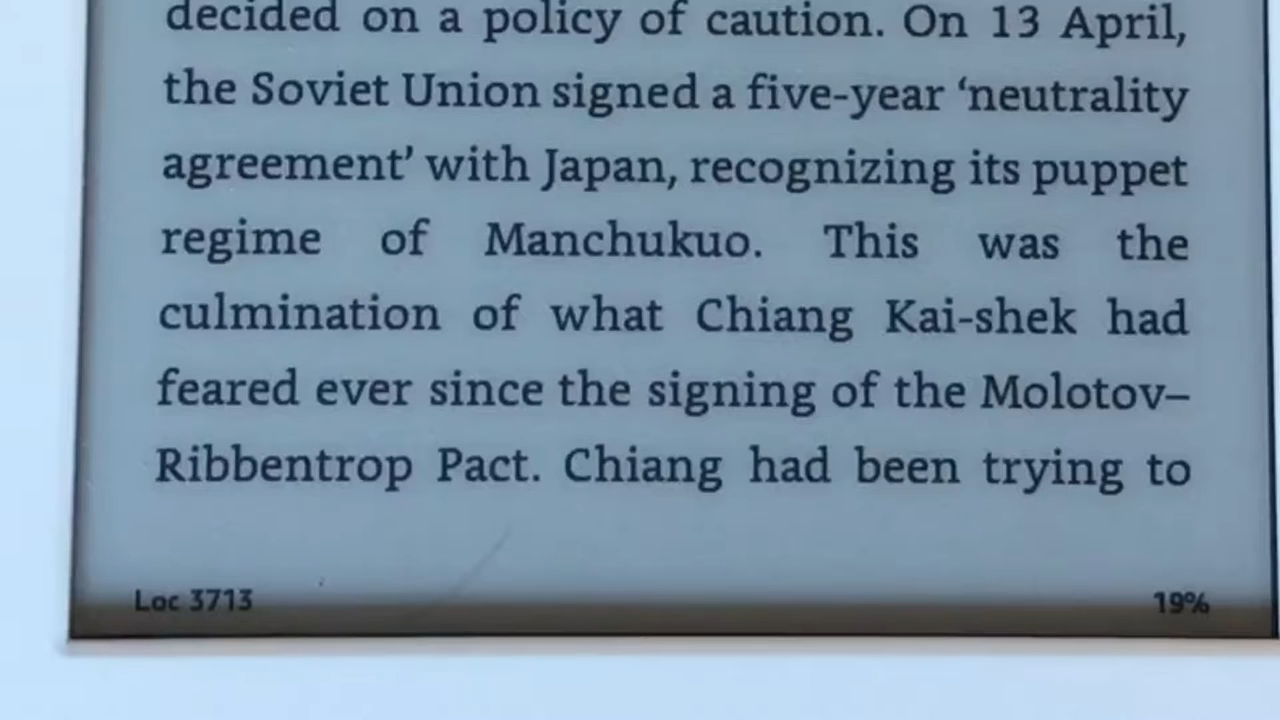 decided on a policy of caution. On 13 April,
the Soviet Union signed a five-year ‘neutrality
agreement’ with Japan, recognizing its puppet
regime of Manchukuo. This was the
culmination of what Chiang Kai-shek had
feared ever since the signing of the Molotov–
Ribbentrop Pact. Chiang had been trying to
Loc 3713 19%